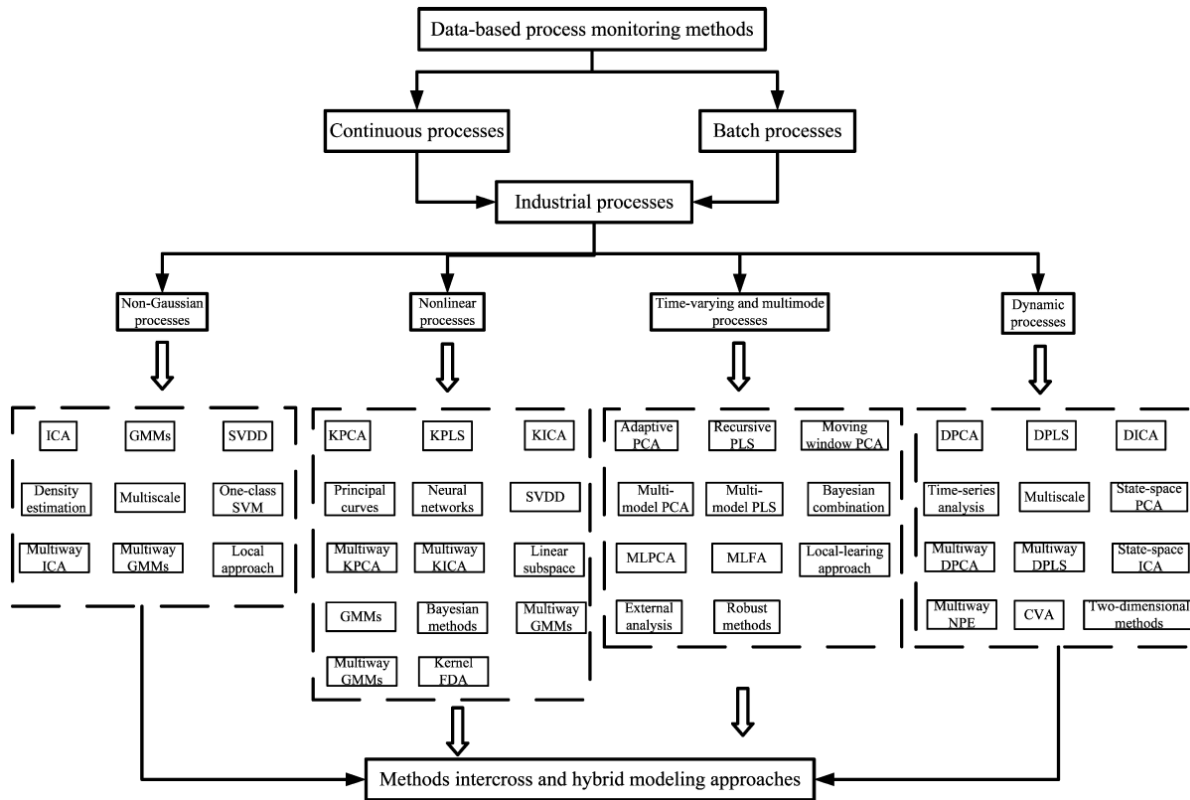 Data-based process monitoring methods
Continuous processes
Batch processes
Industrial processes
Non-Gaussian
processes
Nonlinear
processes
Time-varying and multimode
processes
Dynamic
processes
ICA
GMMs
SVDD
Density
estimation
Multiscale
One-class
SVM
Multiway
ICA
Multiway
GMMs
Local
approach
KPCA
KPLS
KICA
Principal
curves
Neural
networks
SVDD
Multiway
KPCA
Multiway
KICA
Linear
subspace
GMMs
Bayesian
methods
Multiway
GMMs
Multiway
GMMs
Kernel
FDA
Adaptive
PCA
Recursive
PLS
Moving
window PCA
Multi-
model PCA
Multi-
model PLS
Bayesian
combination
MLPCA
MLFA
Local-learing
approach
External
analysis
Robust
methods
DPCA
DPLS
DICA
Time-series
analysis
Multiscale
State-space
PCA
Multiway
DPCA
Multiway
DPLS
State-space
ICA
Multiway
NPE
CVA
Two-dimensional
methods
Methods intercross and hybrid modeling approaches